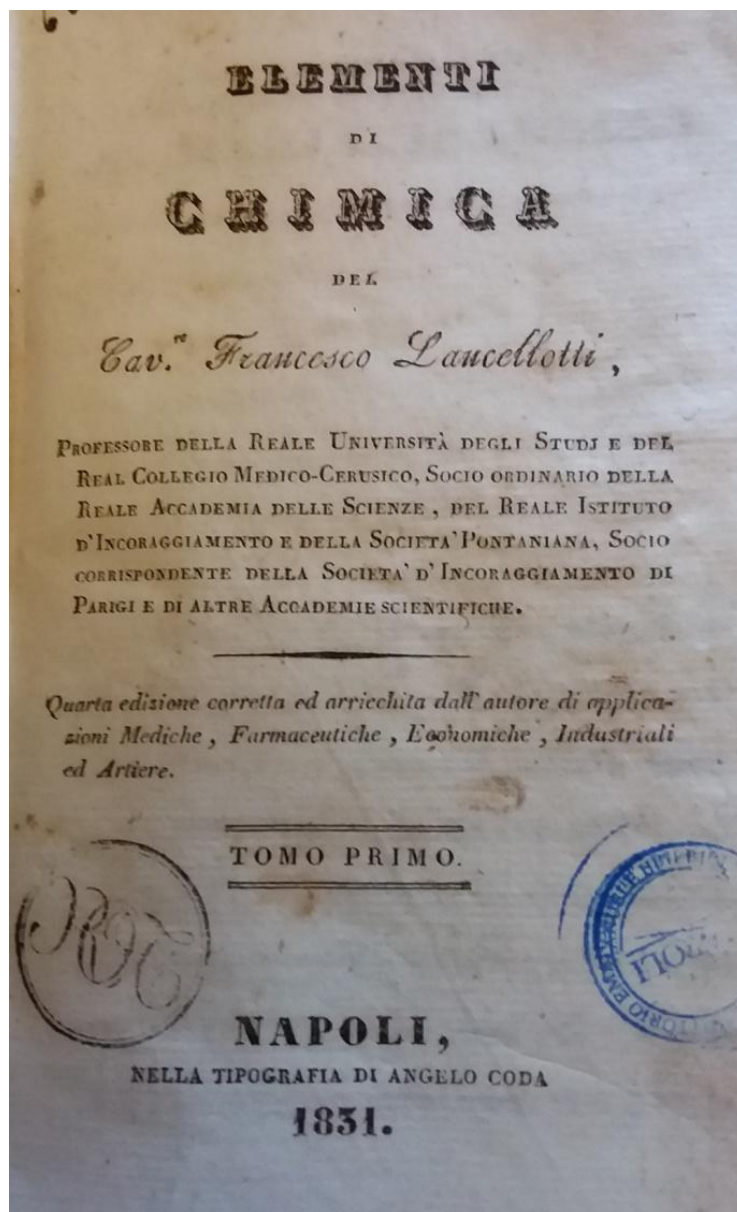 ELEMENTI
DI
CHIMICA
DEL
Cav.re Francesco Lancellotti,
PROFESSORE DELLA REALE UNIVERSITÀ DEGLI STUDJ E DEL
REAL COLLEGIO MEDICO-CERUSICO, SOCIO ORDINARIO DELLA
REALE ACCADEMIA DELLE SCIENZE, DEL REALE ISTITUTO
D'INCORAGGIAMENTO E DELLA SOCIETA' PONTANIANA, SOCIO
CORRISPONDENTE DELLA SOCIETA' D'INCORAGGIAMENTO DI
PARIGI E DI ALTRE ACCADEMIE SCIENTIFICHE.
Quarta edizione corretta ed arricchita dall'autore di applica-
zioni Mediche, Farmaceutiche, Economiche, Industriali
ed Artiere.
TOMO PRIMO.
NAPOLI,
NELLA TIPOGRAFIA DI ANGELO CODA
1831.